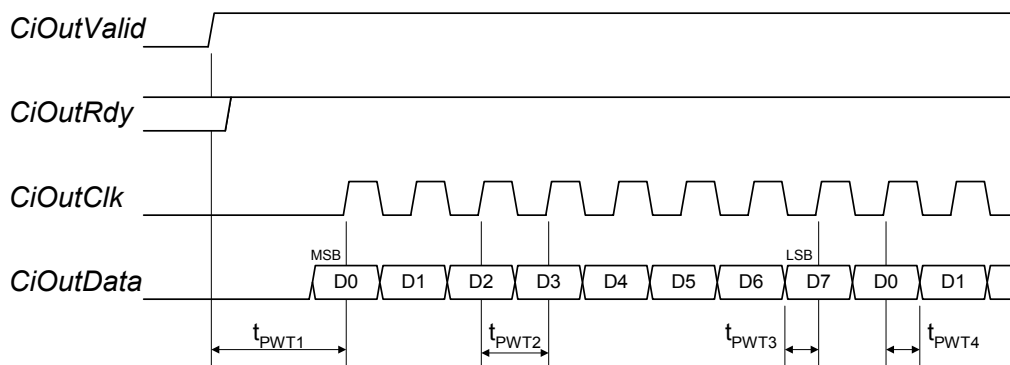 CiOutValid
CiOutRdy
CiOutClk
MSB LSB
CiOutData D0 D1 D2 D3 D4 D5 D6 D7 D0 D1
tPWT1 tPWT2 tPWT3 tPWT4